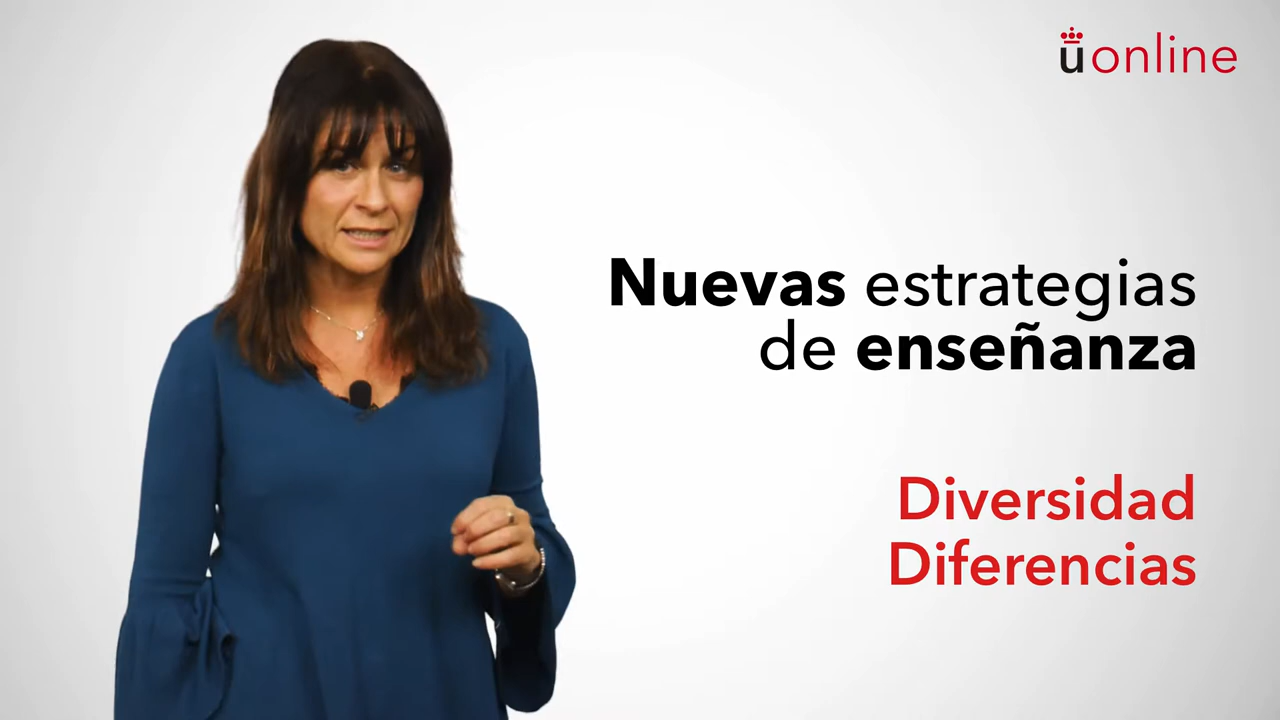 uonline
Nuevas estrategias
de enseñanza
Diversidad
Diferencias